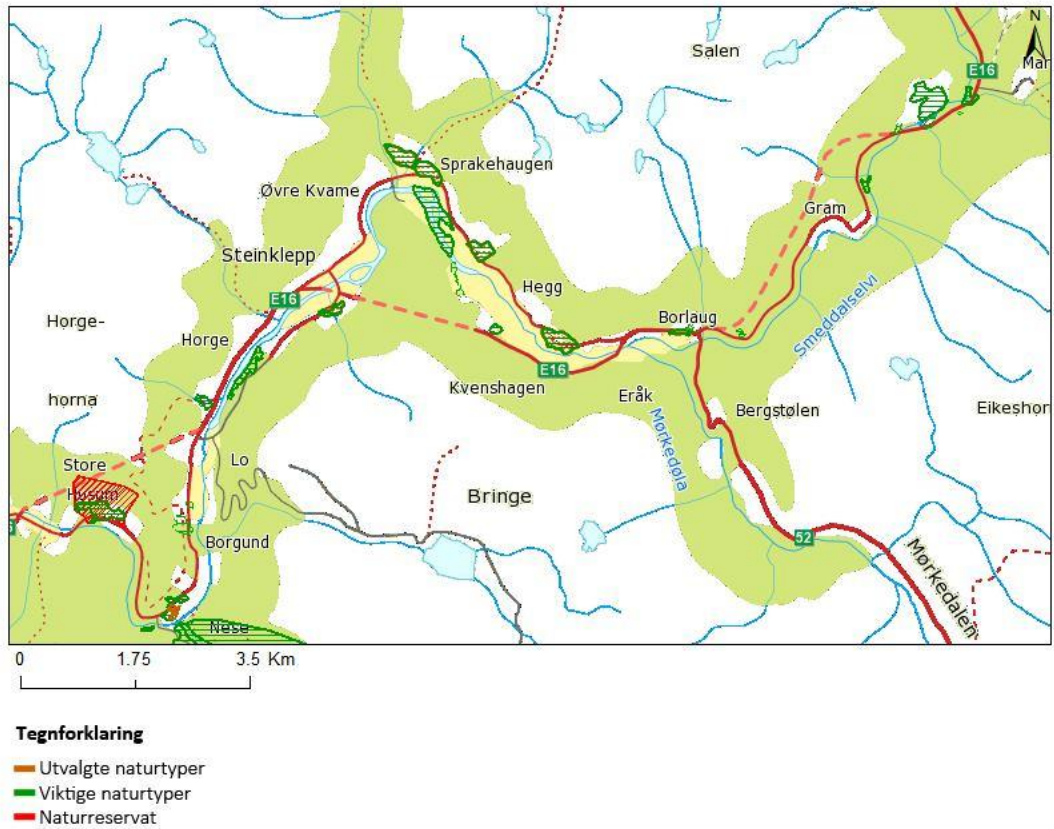 N
Salen
E16
Mar
Sprakehaugen
Øvre Kvame
Gram
Steinklepp
Hegg
E16
Smeddalselvi
Horge-
Horge
Borlaug
E16
Kvenshagen
Eråk
horna
Bergstølen
Eikeshor
Mørkedøla
Store
Lo
Husum
Bringe
Borgund
52
Mørkedalen
Nese
0 1.75 3.5 Km
Tegnforklaring
Utvalgte naturtyper
Viktige naturtyper
Naturreservat